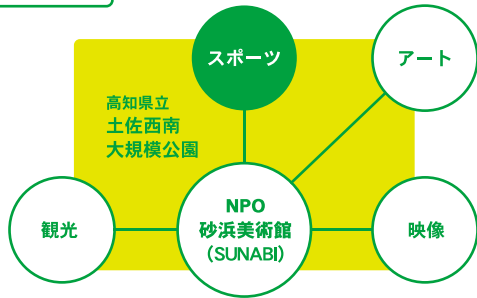 スポーツ
アート
高知県立
土佐西南
大規模公園
観光
NPO
砂浜美術館
(SUNABI)
映像